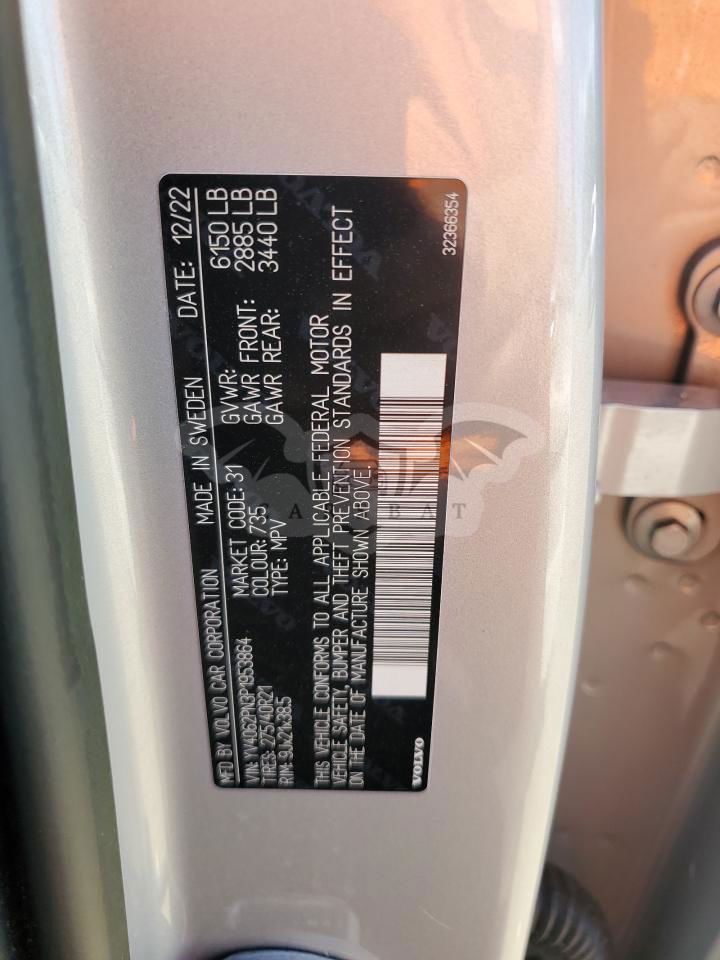 MFD BY VOLVO CAR CORPORATION MADE IN SWEDEN DATE: 12/22
VIN: YV4062PN3P1953864 MARKET CODE: 31 GVWR: 6150 LB
TIRES: 275/40R21 COLOUR: 735 GAWR FRONT: 2885 LB
RIM: 9Jx21x38.5 TYPE: MPV GAWR REAR: 3440 LB
THIS VEHICLE CONFORMS TO ALL APPLICABLE FEDERAL MOTOR
VEHICLE SAFETY, BUMPER AND THEFT PREVENTION STANDARDS IN EFFECT
ON THE DATE OF MANUFACTURE SHOWN ABOVE.
VOLVO 32366354